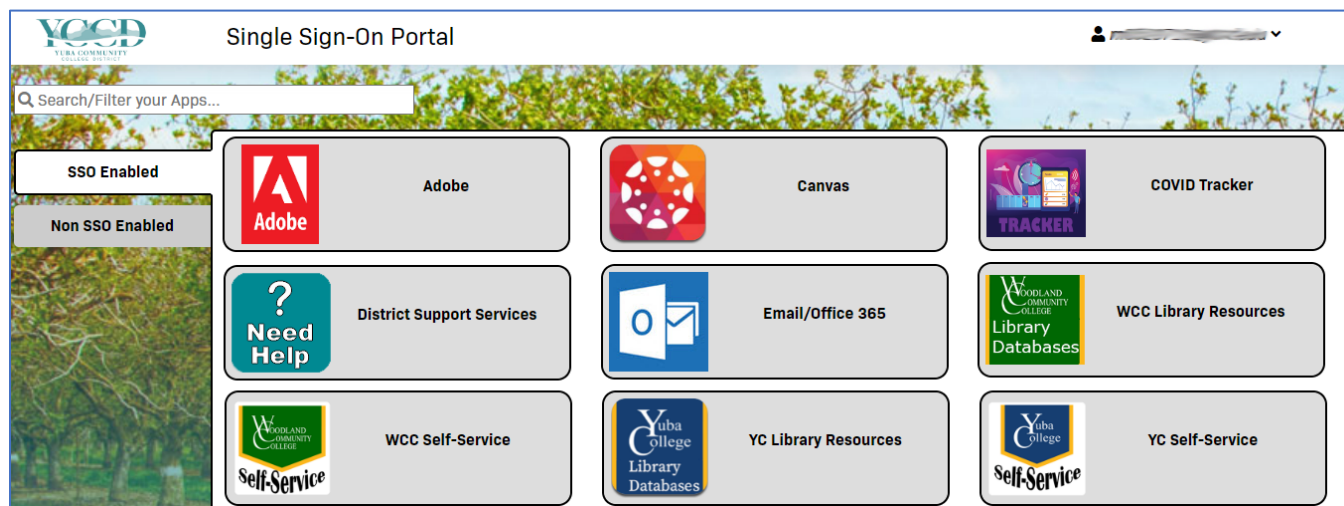 YCCD
YUBA COMMUNITY
COLLEGE DISTRICT
Single Sign-On Portal
Search/Filter your Apps...
SSO Enabled
Non SSO Enabled
Adobe
Adobe
Canvas
TRACKER
COVID Tracker
?
Need
Help
District Support Services
O
Email/Office 365
WOODLAND
COMMUNITY
COLLEGE
Library
Databases
WCC Library Resources
WOODLAND
COMMUNITY
COLLEGE
Self-Service
WCC Self-Service
Yuba
College
Library
Databases
YC Library Resources
Yuba
College
Self-Service
YC Self-Service